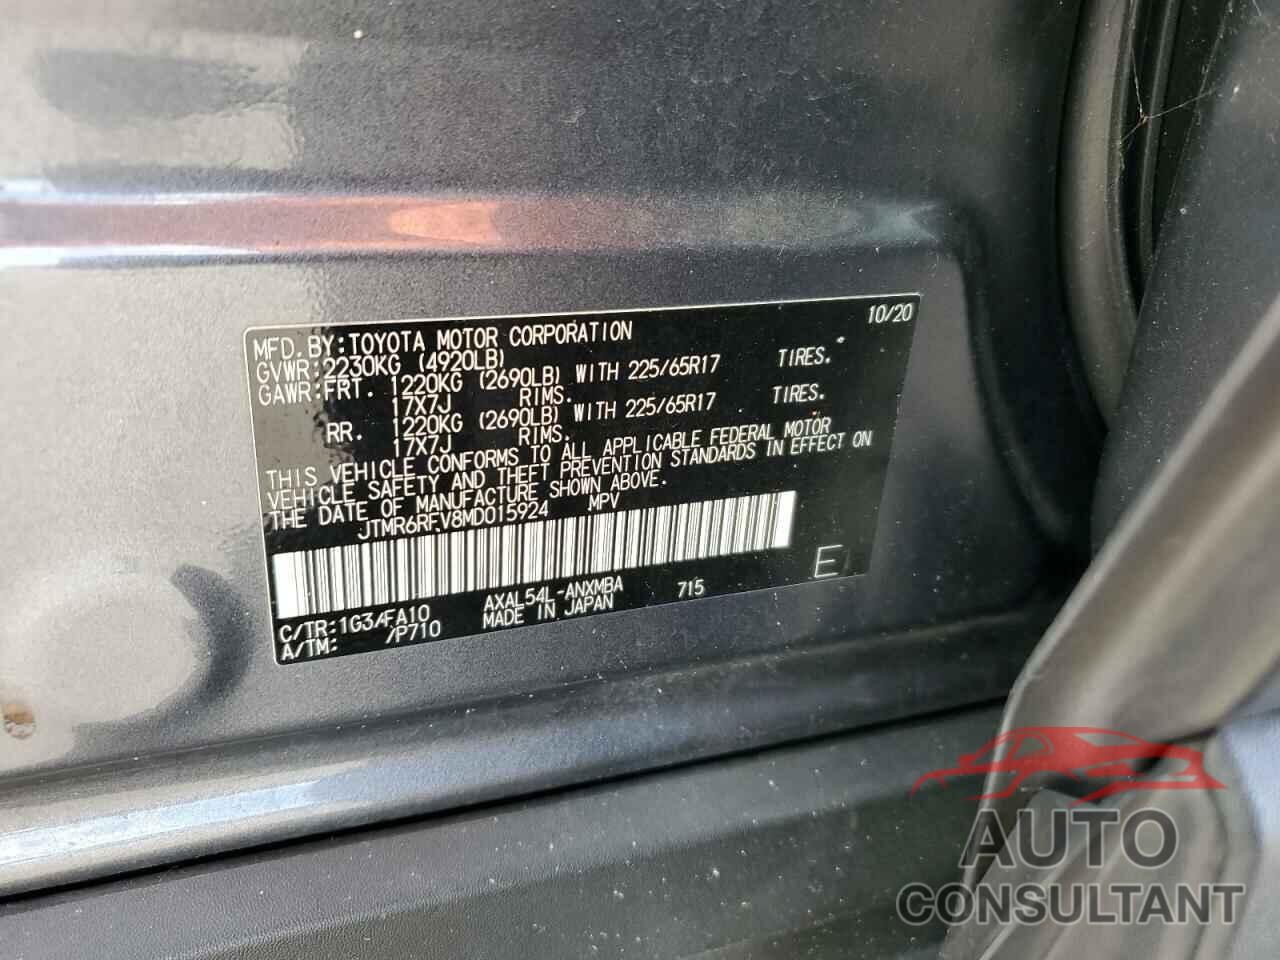 MFD. BY: TOYOTA MOTOR CORPORATION 10/20
GVWR: 2230KG (4920LB)
GAWR: FRT. 1220KG (2690LB) WITH 225/65R17 TIRES.
17X7J RIMS.
RR. 1220KG (2690LB) WITH 225/65R17 TIRES.
17X7J RIMS.
THIS VEHICLE CONFORMS TO ALL APPLICABLE FEDERAL MOTOR
VEHICLE SAFETY AND THEFT PREVENTION STANDARDS IN EFFECT ON
THE DATE OF MANUFACTURE SHOWN ABOVE.
JTMR6RFV8MD015924 MPV
E
C/TR: 1G3/FA10 AXAL54L-ANXMBA 715
A/TM: /P710 MADE IN JAPAN
AUTO
CONSULTANT